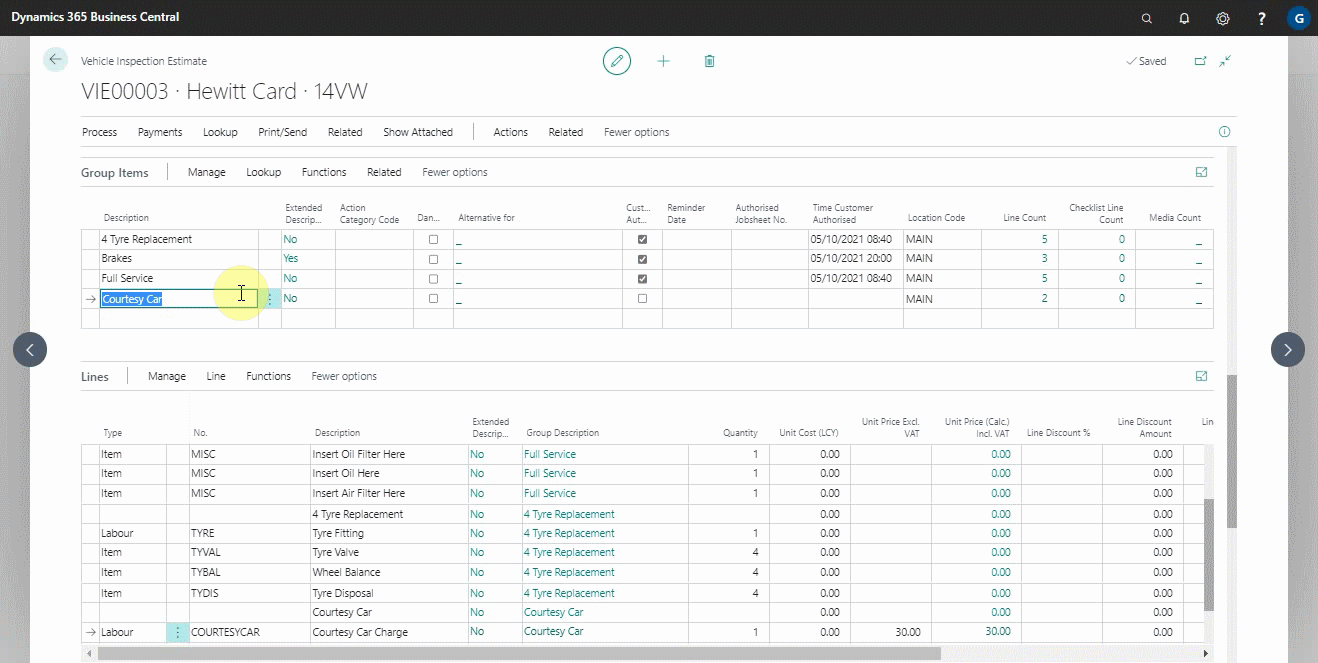 Dynamics 365 Business Central
? G
Vehicle Inspection Estimate
Saved
VIE00003 · Hewitt Card · 14VW
Process Payments Lookup Print/Send Related Show Attached Actions Related Fewer options
Group Items Manage Lookup Functions Related Fewer options
Description Extended Descrip... Action Category Code Dan... Alternative for Cust... Aut... Reminder Date Authorised Jobsheet No. Time Customer Authorised Location Code Line Count Checklist Line Count Media Count
4 Tyre Replacement No _ 05/10/2021 08:40 MAIN 5 0 _
Brakes Yes _ 05/10/2021 20:00 MAIN 3 0 _
Full Service No _ 05/10/2021 08:40 MAIN 5 0 _
Courtesy Car No _ MAIN 2 0 _
Lines Manage Line Functions Fewer options
Type No. Description Extended Descrip... Group Description Quantity Unit Cost (LCY) Unit Price Excl. VAT Unit Price (Calc.) Incl. VAT Line Discount % Line Discount Amount Lin
Item MISC Insert Oil Filter Here No Full Service 1 0.00 0.00 0.00
Item MISC Insert Oil Here No Full Service 1 0.00 0.00 0.00
Item MISC Insert Air Filter Here No Full Service 1 0.00 0.00 0.00
4 Tyre Replacement No 4 Tyre Replacement 0.00 0.00 0.00
Labour TYRE Tyre Fitting No 4 Tyre Replacement 1 0.00 0.00 0.00
Item TYVAL Tyre Valve No 4 Tyre Replacement 4 0.00 0.00 0.00
Item TYBAL Wheel Balance No 4 Tyre Replacement 4 0.00 0.00 0.00
Item TYDIS Tyre Disposal No 4 Tyre Replacement 4 0.00 0.00 0.00
Courtesy Car No Courtesy Car 0.00 0.00 0.00
Labour COURTESYCAR Courtesy Car Charge No Courtesy Car 1 0.00 30.00 30.00 0.00